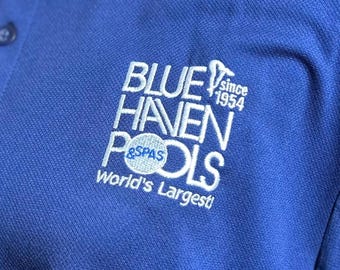 BLUE since
HAVEN 1954
POOLS
&SPAS
World's Largest!